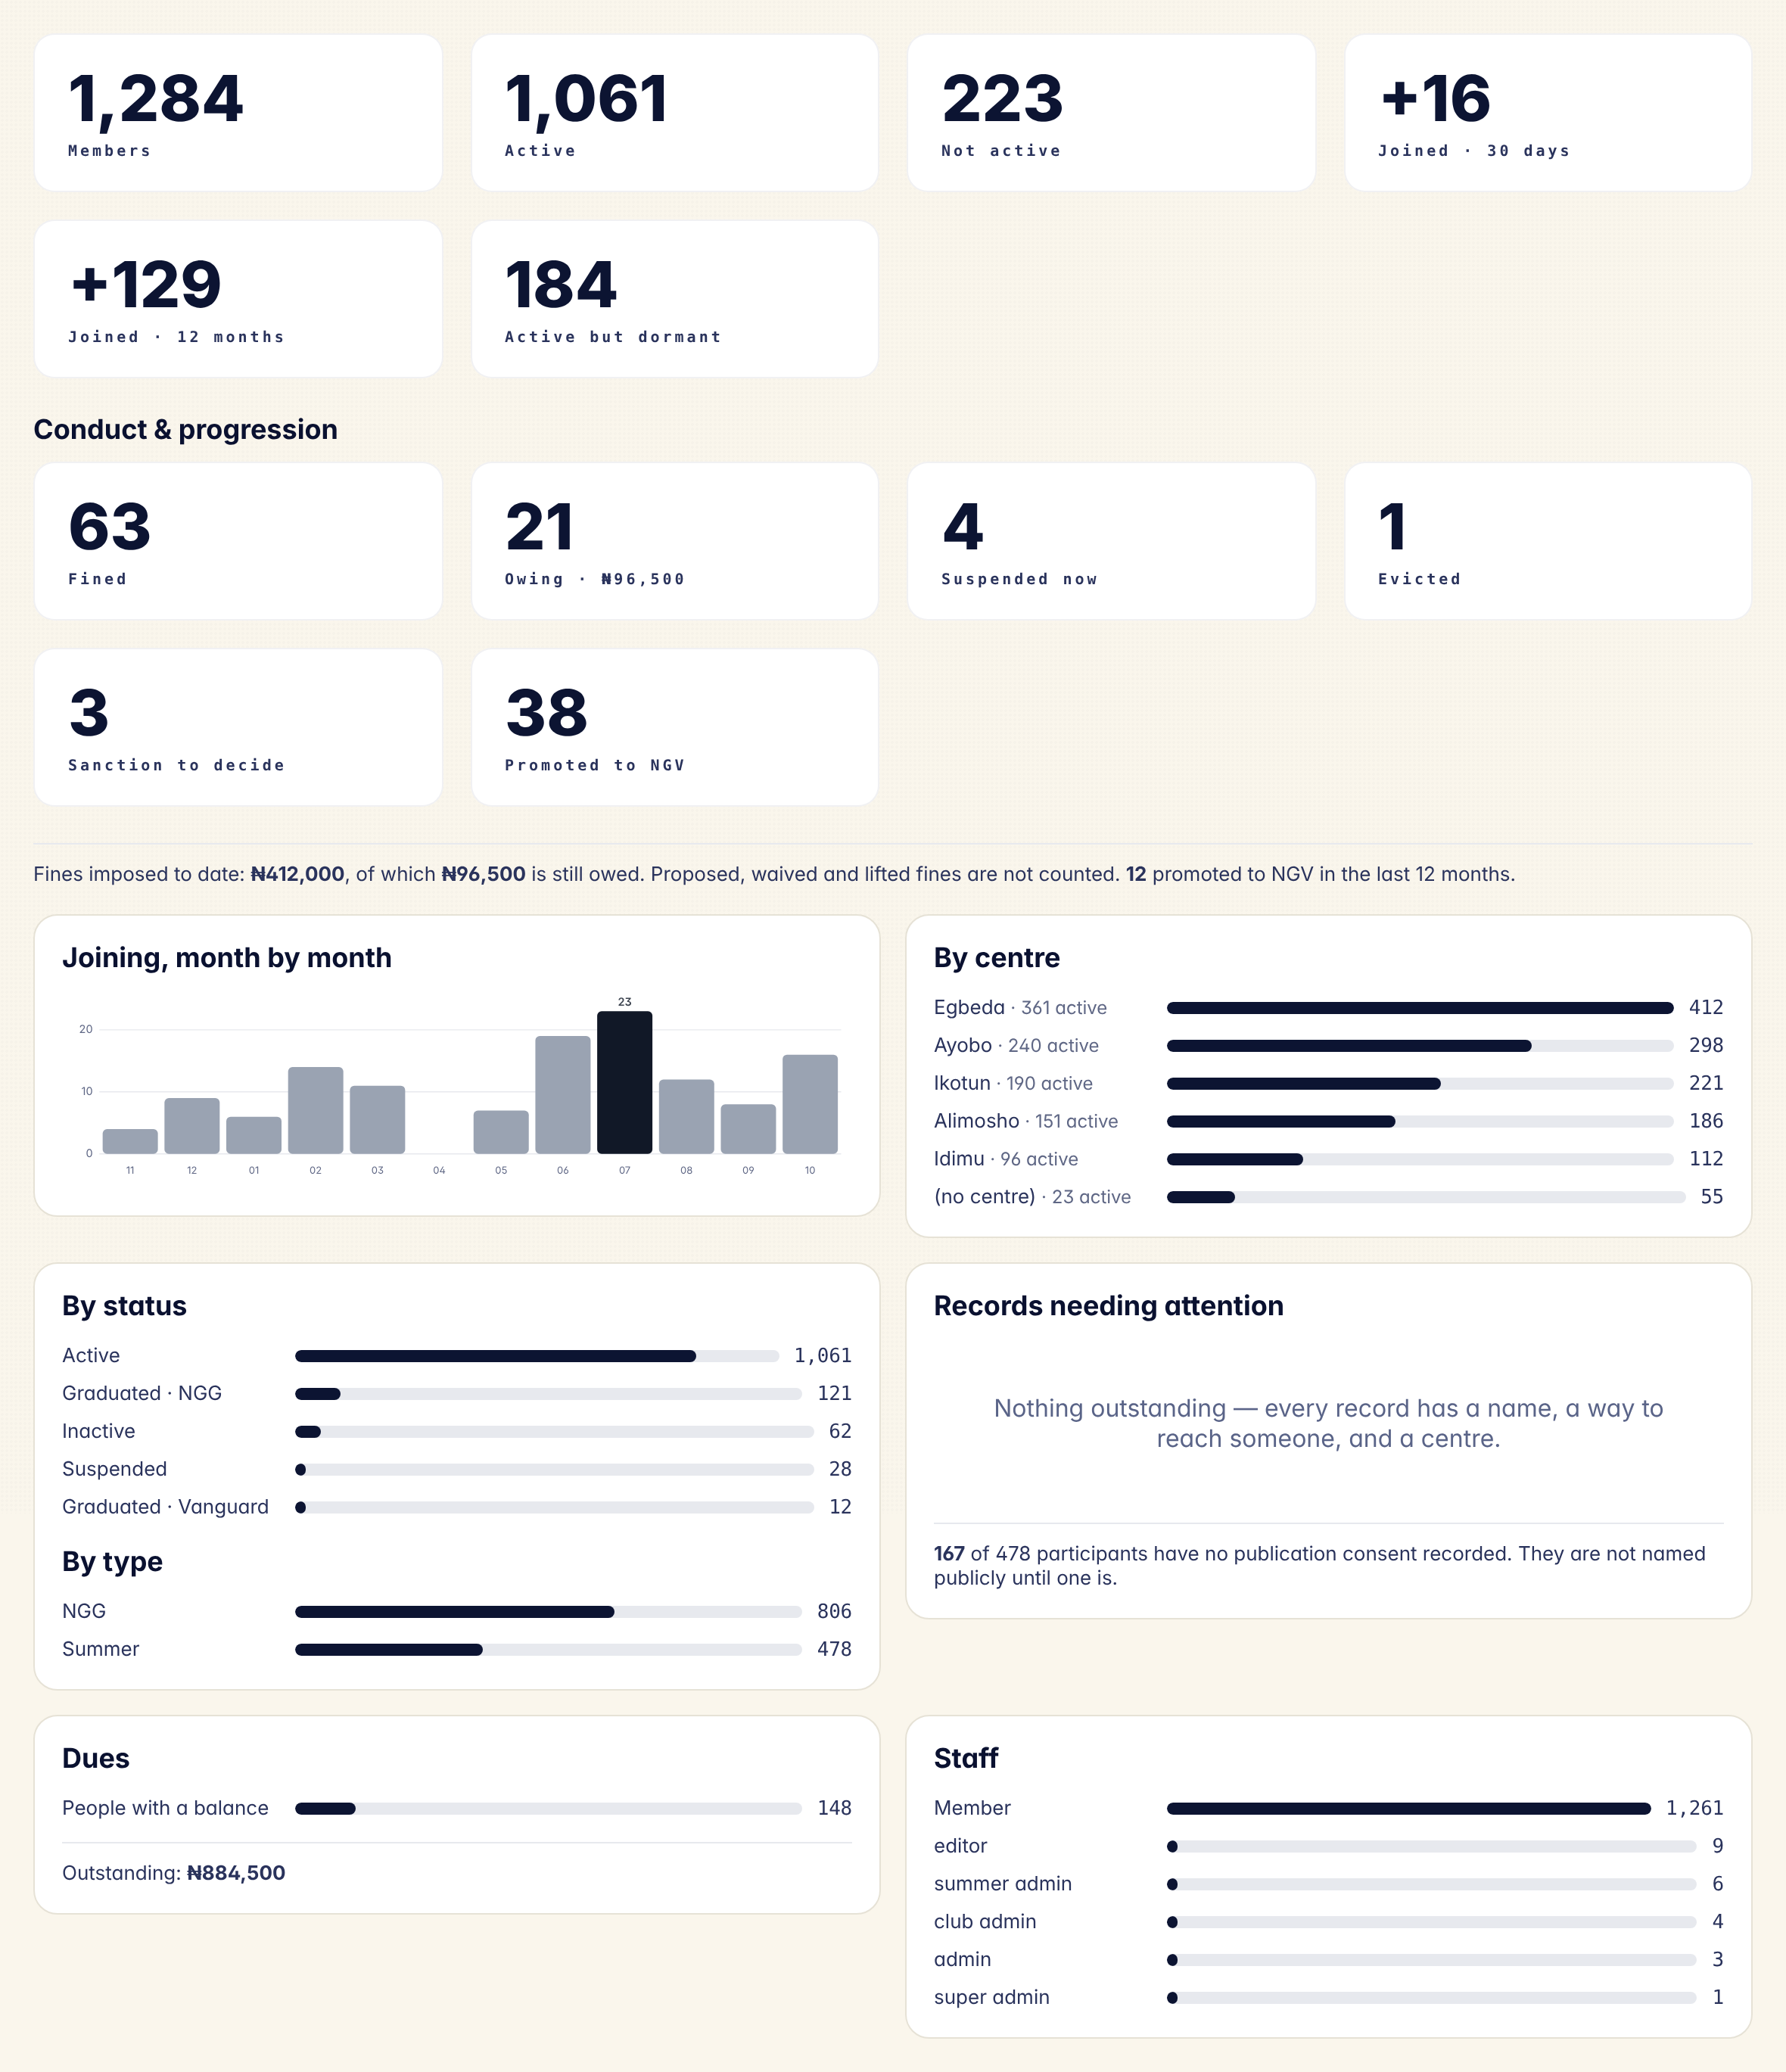 1,284
Members
1,061
Active
223
Not active
+16
Joined · 30 days
+129
Joined · 12 months
184
Active but dormant
Conduct & progression
63
Fined
21
Owing · ₦96,500
4
Suspended now
1
Evicted
3
Sanction to decide
38
Promoted to NGV
Fines imposed to date: ₦412,000, of which ₦96,500 is still owed. Proposed, waived and lifted fines are not counted. 12 promoted to NGV in the last 12 months.
Joining, month by month
23
20
10
0
11 12 01 02 03 04 05 06 07 08 09 10
By centre
Egbeda · 361 active 412
Ayobo · 240 active 298
Ikotun · 190 active 221
Alimosho · 151 active 186
Idimu · 96 active 112
(no centre) · 23 active 55
By status
Active 1,061
Graduated · NGG 121
Inactive 62
Suspended 28
Graduated · Vanguard 12
By type
NGG 806
Summer 478
Records needing attention
Nothing outstanding — every record has a name, a way to
reach someone, and a centre.
167 of 478 participants have no publication consent recorded. They are not named
publicly until one is.
Dues
People with a balance 148
Outstanding: ₦884,500
Staff
Member 1,261
editor 9
summer admin 6
club admin 4
admin 3
super admin 1